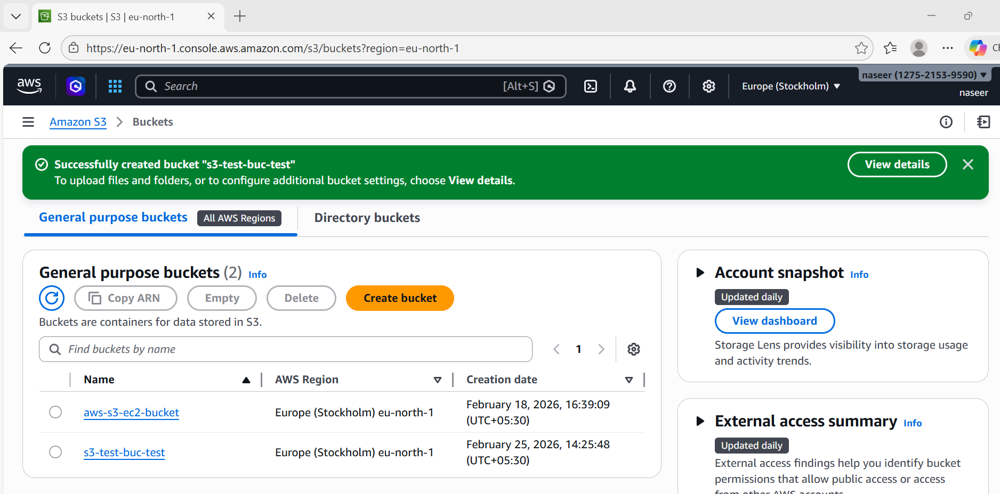 S3 buckets | S3 | eu-north-1
https://eu-north-1.console.aws.amazon.com/s3/buckets?region=eu-north-1
aws
Search
[Alt+S]
Europe (Stockholm)
naseer (1275-2153-9590)
naseer
Amazon S3
Buckets
Successfully created bucket "s3-test-buc-test"
To upload files and folders, or to configure additional bucket settings, choose View details.
View details
General purpose buckets
All AWS Regions
Directory buckets
General purpose buckets (2) Info
Copy ARN
Empty
Delete
Create bucket
Buckets are containers for data stored in S3.
Find buckets by name
1
Name
AWS Region
Creation date
aws-s3-ec2-bucket
Europe (Stockholm) eu-north-1
February 18, 2026, 16:39:09
(UTC+05:30)
s3-test-buc-test
Europe (Stockholm) eu-north-1
February 25, 2026, 14:25:48
(UTC+05:30)
Account snapshot Info
Updated daily
View dashboard
Storage Lens provides visibility into storage usage
and activity trends.
External access summary Info
Updated daily
External access findings help you identify bucket
permissions that allow public access or access
from other AWS accounts.